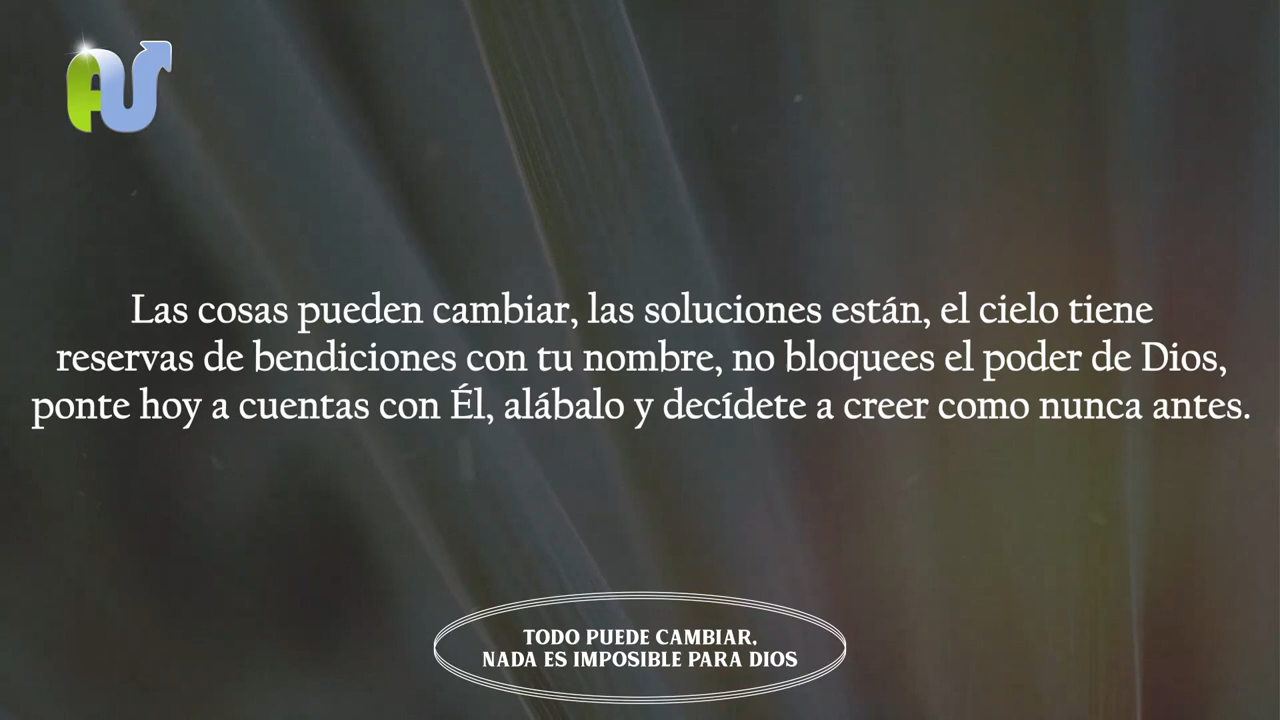 AU
Las cosas pueden cambiar, las soluciones están, el cielo tiene
reservas de bendiciones con tu nombre, no bloquees el poder de Dios,
ponte hoy a cuentas con Él, alábalo y decídete a creer como nunca antes.
TODO PUEDE CAMBIAR.
NADA ES IMPOSIBLE PARA DIOS